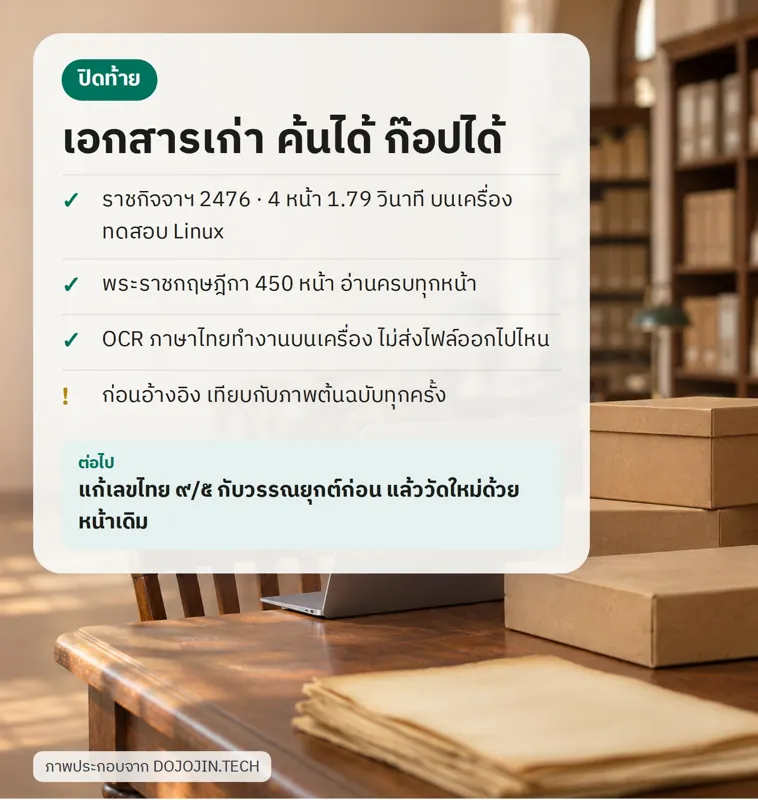 ปิดท้าย
เอกสารเก่า ค้นได้ ก๊อปได้
✓ ราชกิจจาฯ 2476 · 4 หน้า 1.79 วินาที บนเครื่อง
ทดสอบ Linux
✓ พระราชกฤษฎีกา 450 หน้า อ่านครบทุกหน้า
✓ OCR ภาษาไทยทำงานบนเครื่อง ไม่ส่งไฟล์ออกไปไหน
! ก่อนอ้างอิง เทียบกับภาพต้นฉบับทุกครั้ง
ต่อไป
แก้เลขไทย ๙/๕ กับวรรณยุกต์ก่อน แล้ววัดใหม่ด้วย
หน้าเดิม
ภาพประกอบจาก DOJOJIN.TECH